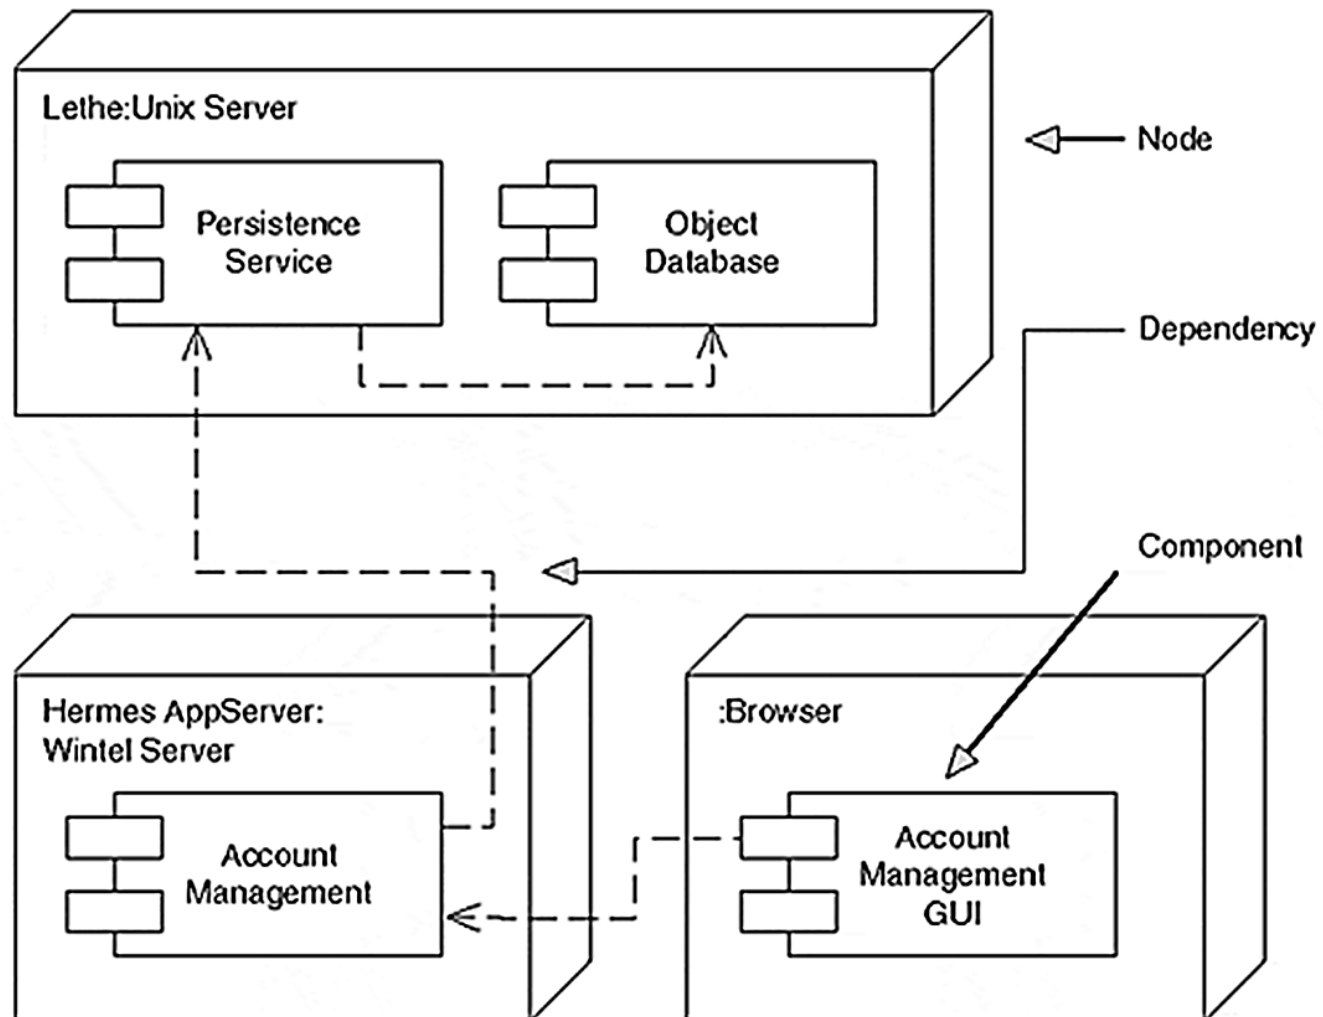 Lethe:Unix Server
Node
Persistence
Service
Object
Database
Dependency
Component
Hermes AppServer:
Wintel Server
:Browser
Account
Management
Account
Management
GUI